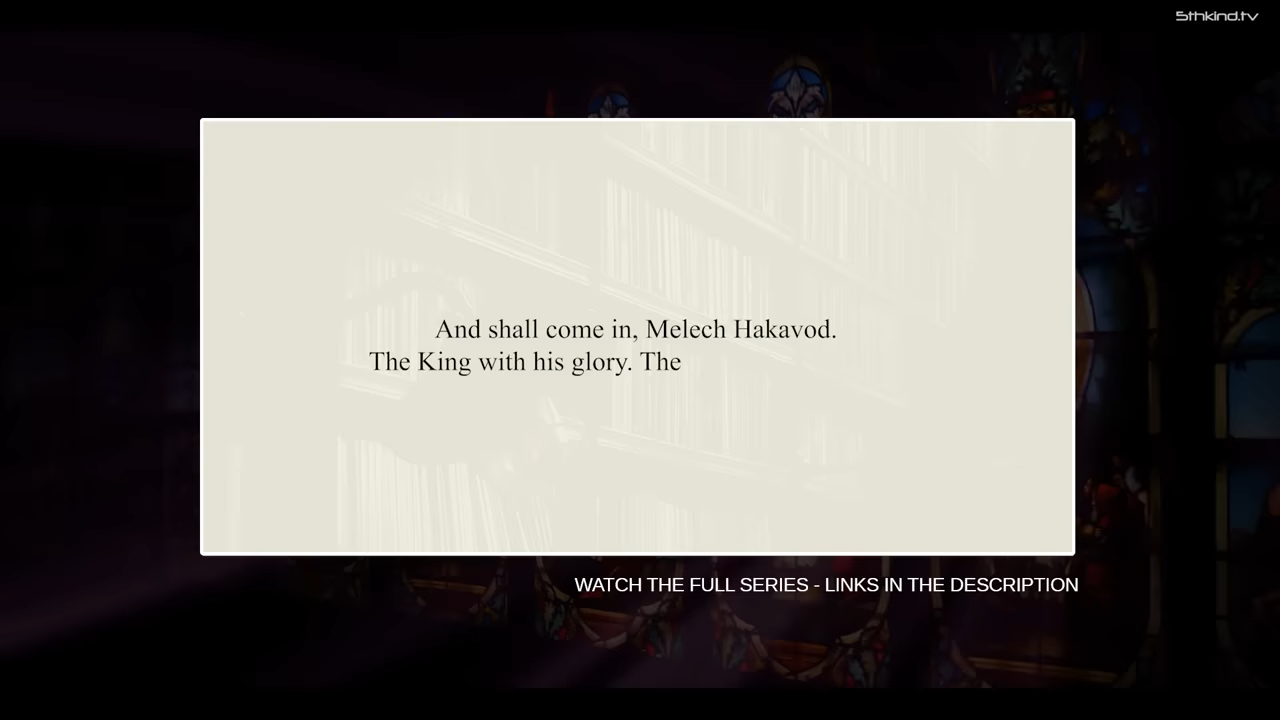 5thkind.tv
And shall come in, Melech Hakavod.
The King with his glory. The
WATCH THE FULL SERIES - LINKS IN THE DESCRIPTION